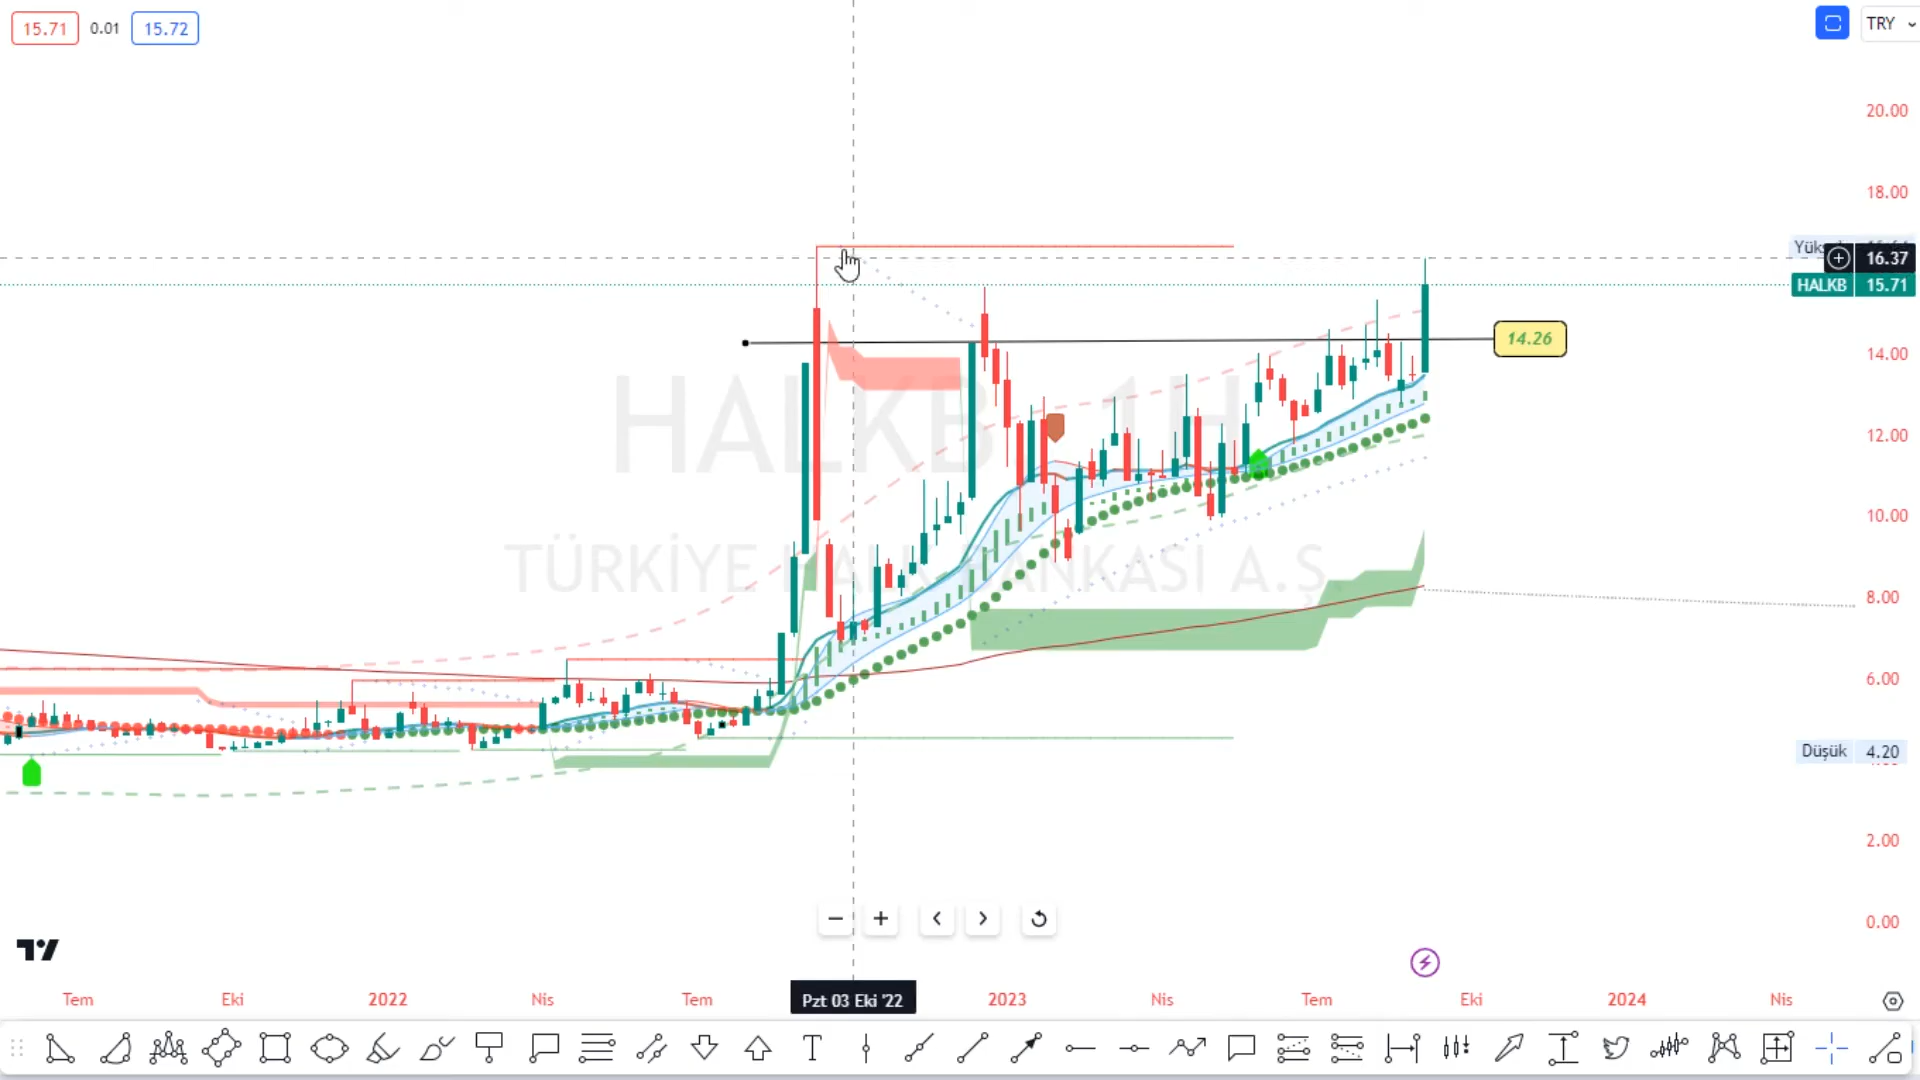 15.71 0.01 15.72
TRY
20.00
18.00
16.37
HALKB 15.71
14.26
14.00
HALKB 1H
12.00
10.00
TÜRKİYE HALK BANKASI A.Ş.
8.00
6.00
Düşük 4.20
2.00
0.00
Tem Eki 2022 Nis Tem Pzt 03 Eki '22 2023 Nis Tem Eki 2024 Nis